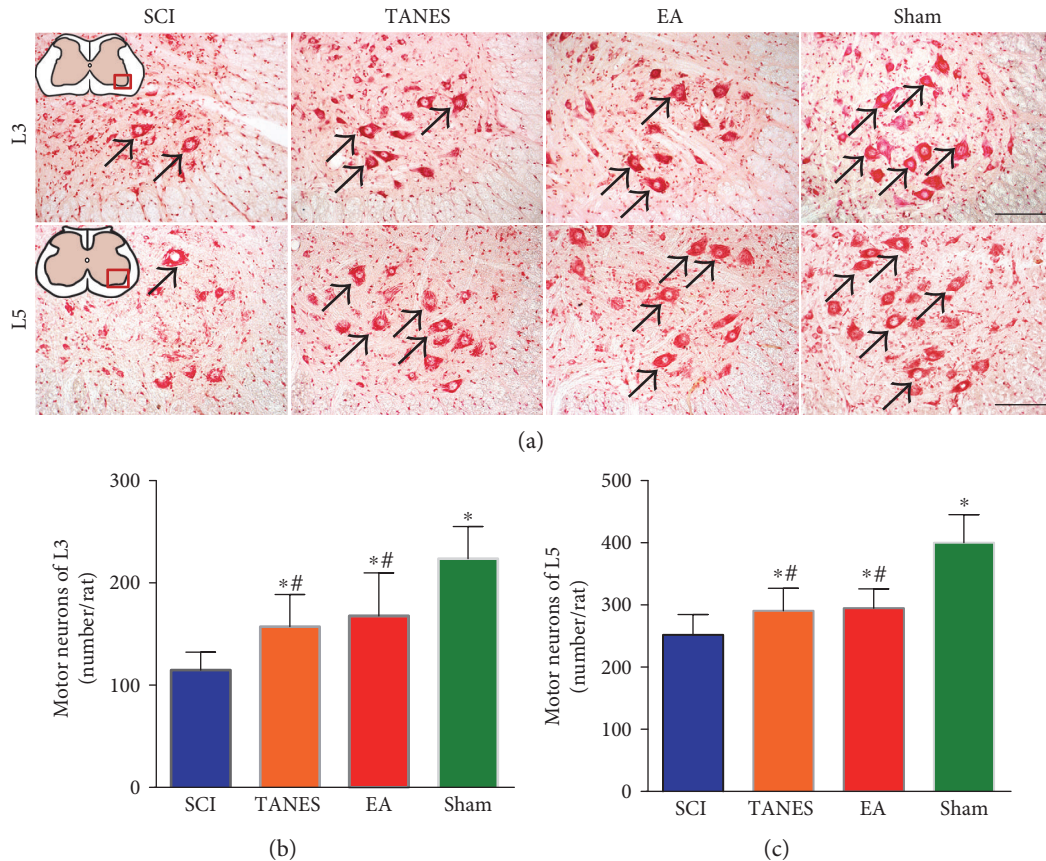 SCI TANES EA Sham
L3
L5
(a)
Motor neurons of L3
(number/rat)
300
200
100
0
*#
*#
*
SCI TANES EA Sham
(b)
Motor neurons of L5
(number/rat)
500
400
300
200
100
0
*#
*#
*
SCI TANES EA Sham
(c)